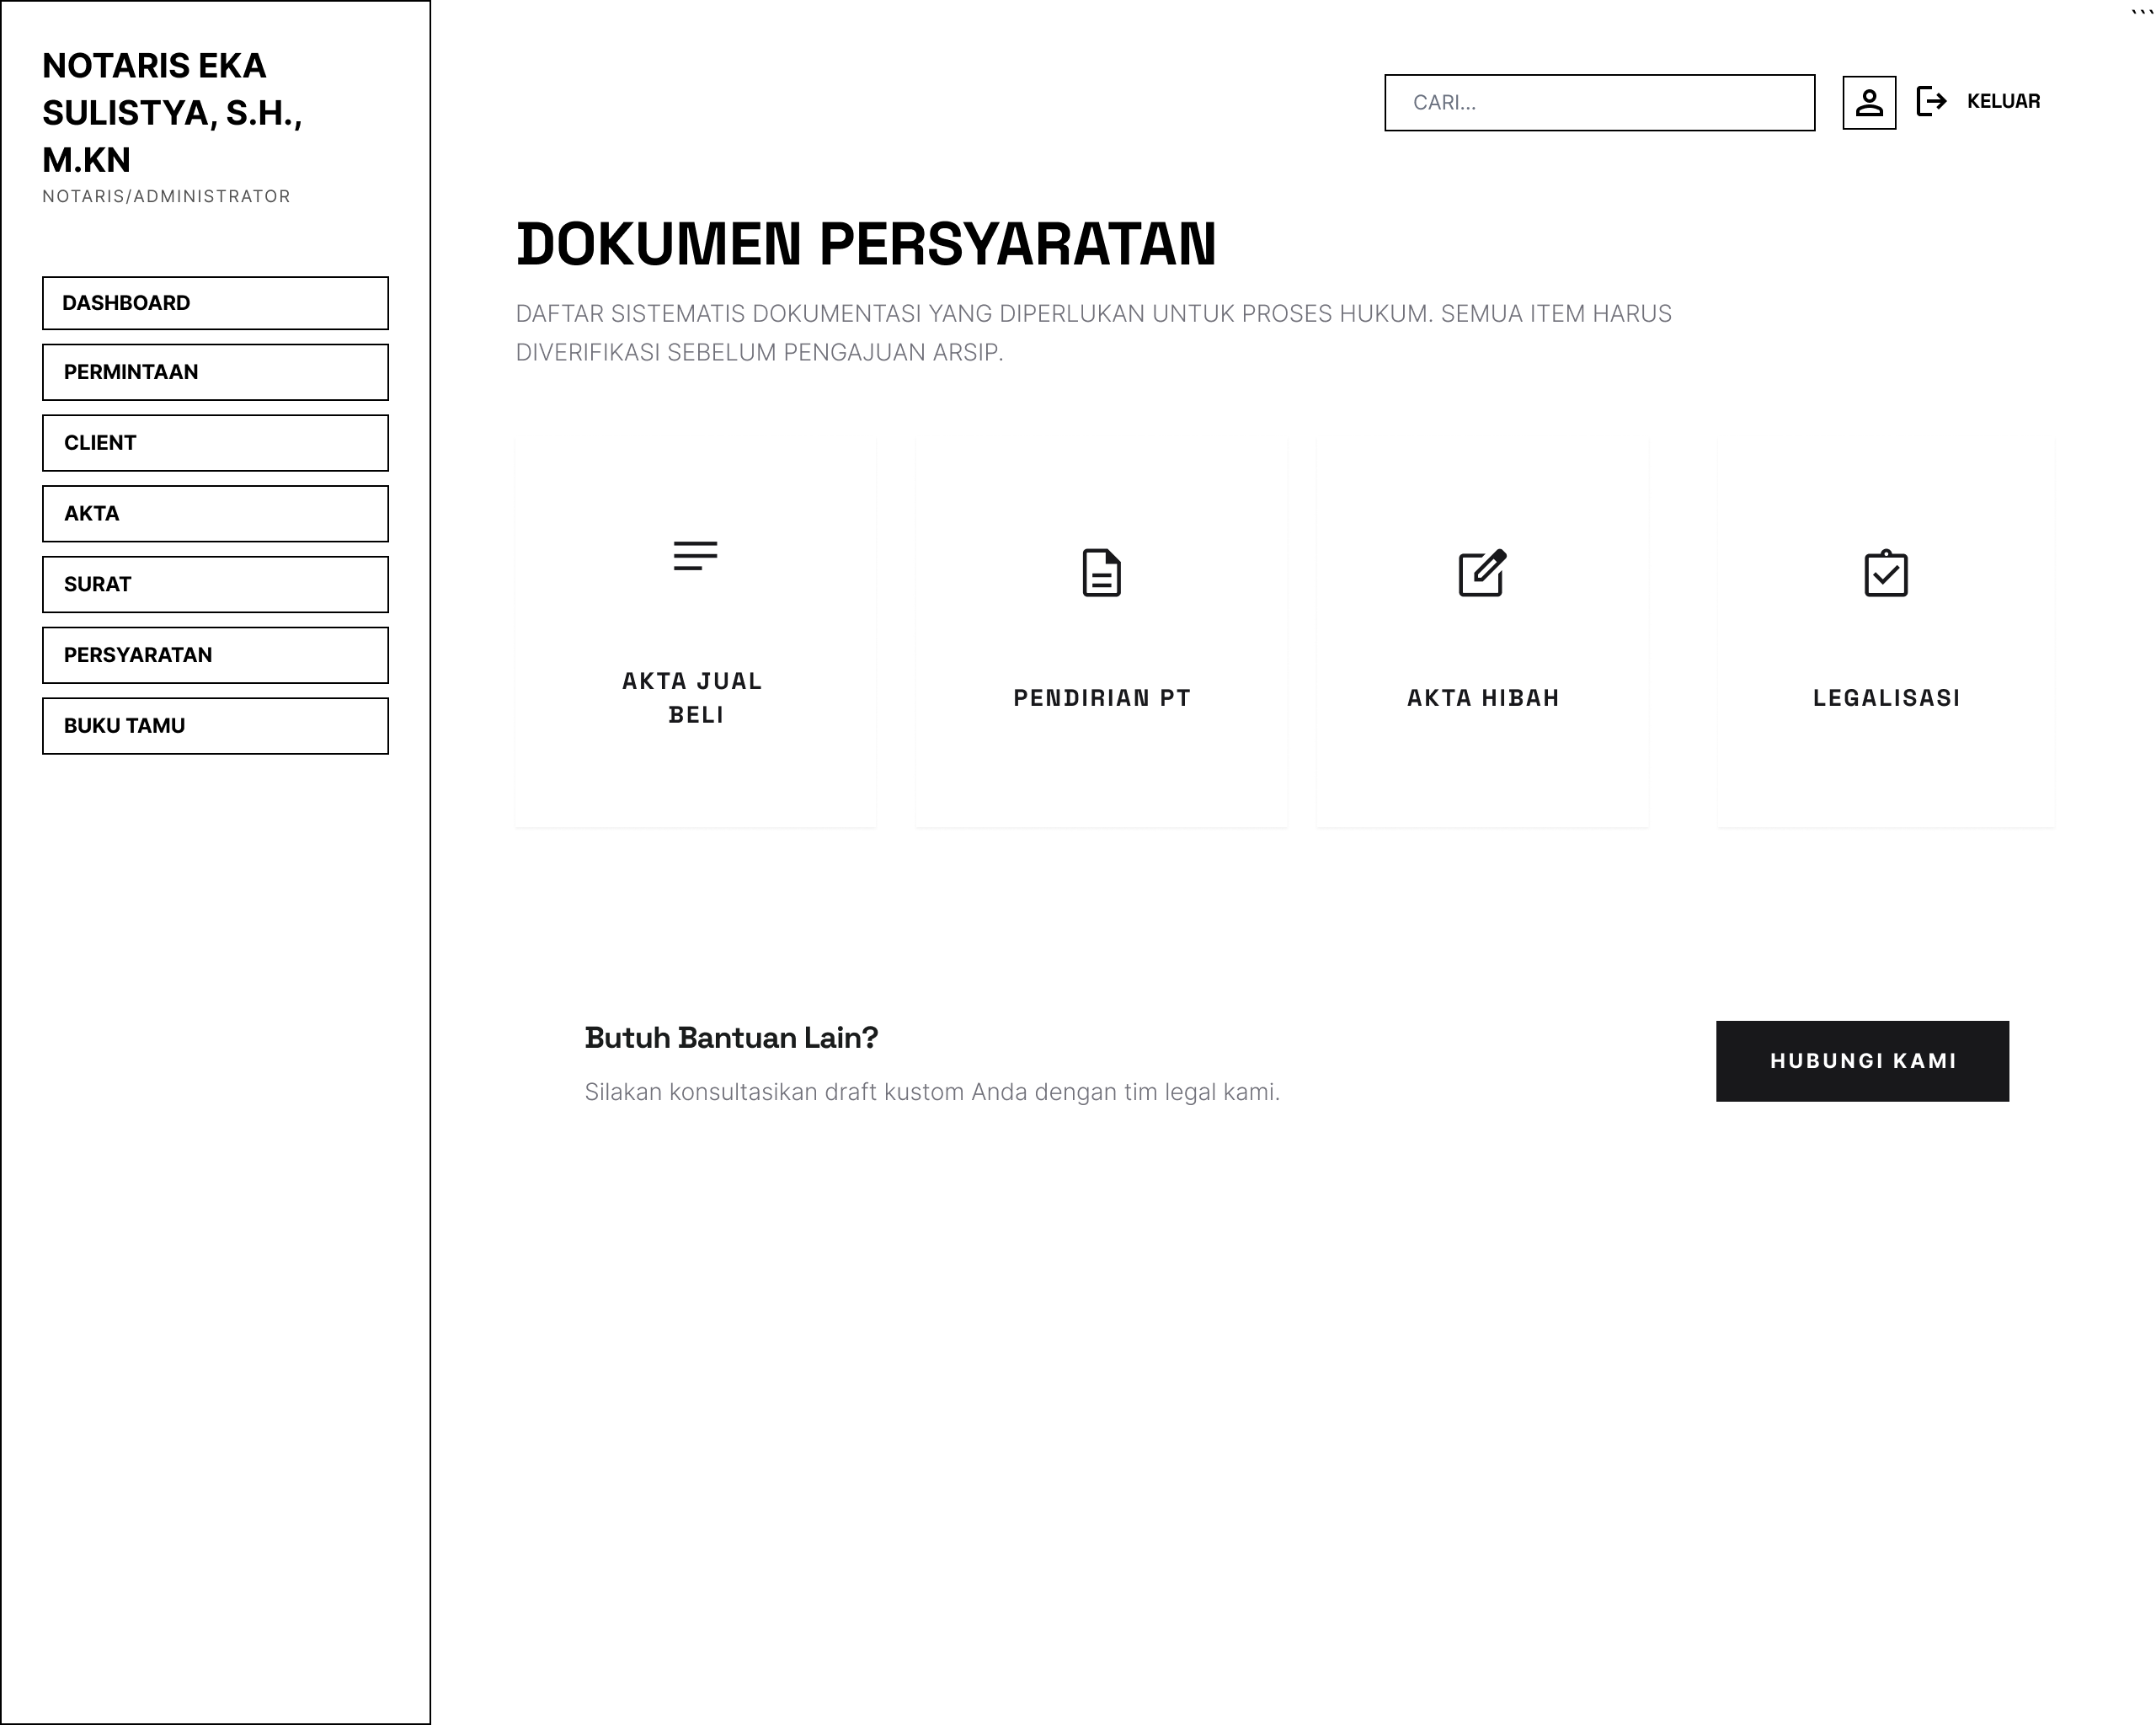 NOTARIS EKA
SULISTYA, S.H.,
M.KN
NOTARIS/ADMINISTRATOR
DASHBOARD
PERMINTAAN
CLIENT
AKTA
SURAT
PERSYARATAN
BUKU TAMU
```
CARI...
KELUAR
DOKUMEN PERSYARATAN
DAFTAR SISTEMATIS DOKUMENTASI YANG DIPERLUKAN UNTUK PROSES HUKUM. SEMUA ITEM HARUS
DIVERIFIKASI SEBELUM PENGAJUAN ARSIP.
AKTA JUAL
BELI
PENDIRIAN PT
AKTA HIBAH
LEGALISASI
Butuh Bantuan Lain?
Silakan konsultasikan draft kustom Anda dengan tim legal kami.
HUBUNGI KAMI